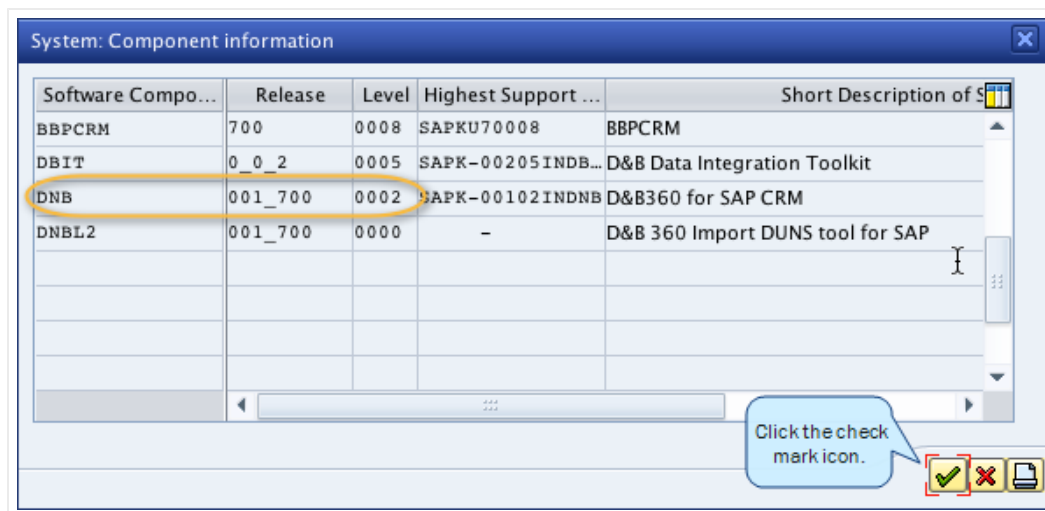 System: Component information
Software Compo... Release Level Highest Support ... Short Description of S
BBPCRM 700 0008 SAPKU70008 BBPCRM
DBIT 0_0_2 0005 SAPK-00205INDB... D&B Data Integration Toolkit
DNB 001_700 0002 SAPK-00102INDNB D&B360 for SAP CRM
DNBL2 001_700 0000 – D&B 360 Import DUNS tool for SAP
Click the check
mark icon.